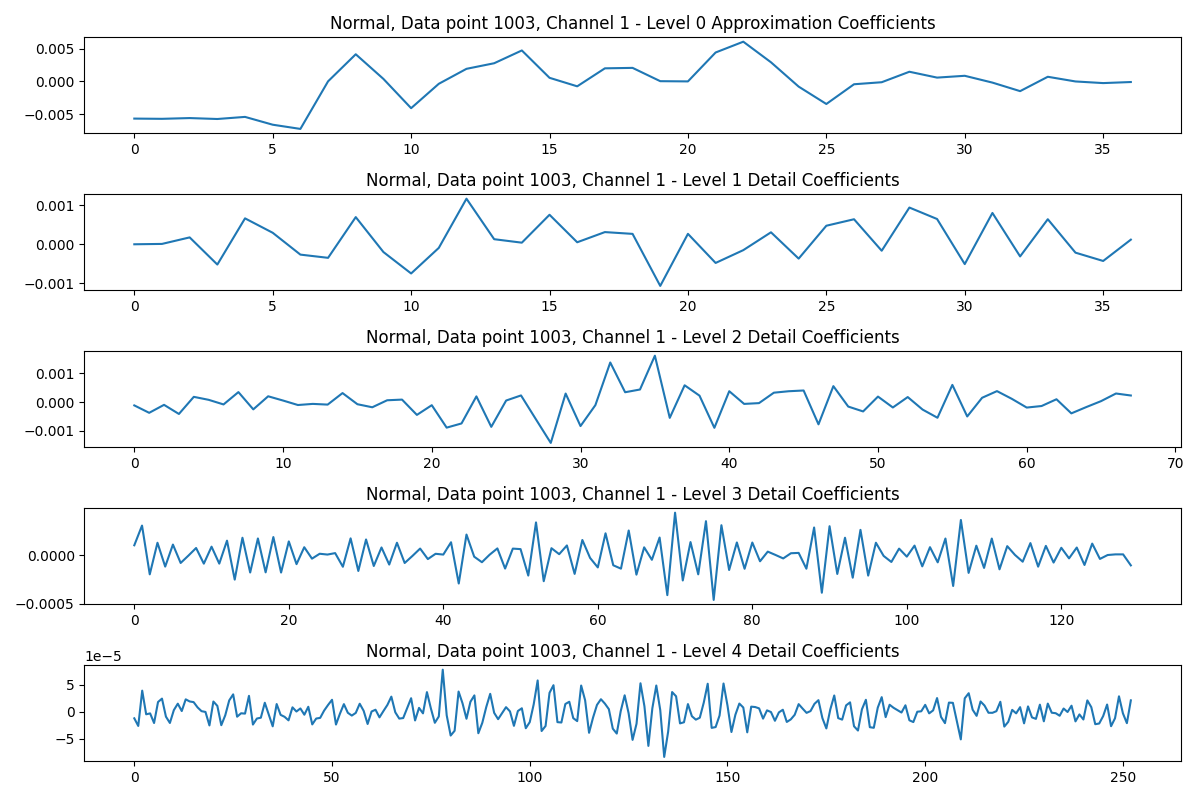 Normal, Data point 1003, Channel 1 - Level 0 Approximation Coefficients
0.005
0.000
−0.005
0 5 10 15 20 25 30 35
Normal, Data point 1003, Channel 1 - Level 1 Detail Coefficients
0.001
0.000
−0.001
0 5 10 15 20 25 30 35
Normal, Data point 1003, Channel 1 - Level 2 Detail Coefficients
0.001
0.000
−0.001
0 10 20 30 40 50 60 70
Normal, Data point 1003, Channel 1 - Level 3 Detail Coefficients
0.0000
−0.0005
0 20 40 60 80 100 120
Normal, Data point 1003, Channel 1 - Level 4 Detail Coefficients
1e−5
5
0
−5
0 50 100 150 200 250